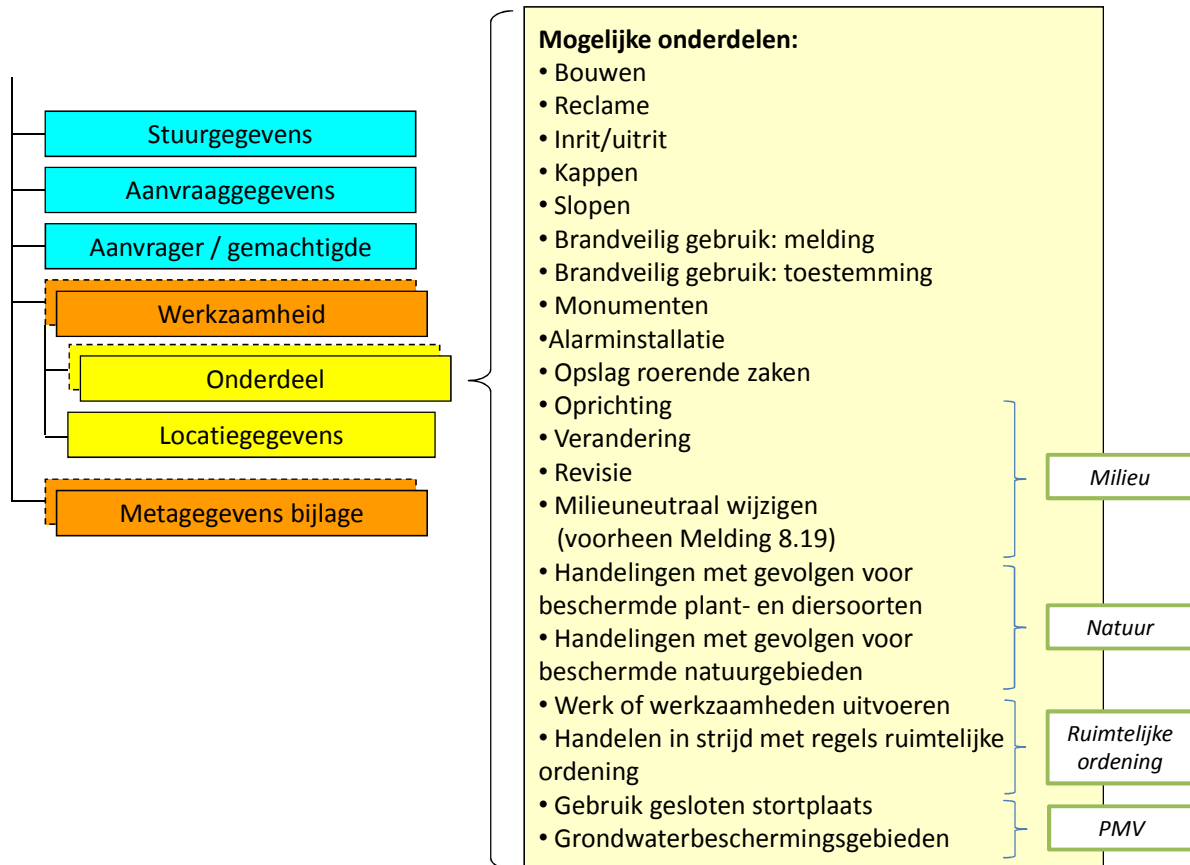 Stuurgegevens
Aanvraaggegevens
Aanvrager / gemachtigde
Werkzaamheid
Onderdeel
Locatiegegevens
Metagegevens bijlage
Mogelijke onderdelen:
• Bouwen
• Reclame
• Inrit/uitrit
• Kappen
• Slopen
• Brandveilig gebruik: melding
• Brandveilig gebruik: toestemming
• Monumenten
•Alarminstallatie
• Opslag roerende zaken
• Oprichting
• Verandering
• Revisie
• Milieuneutraal wijzigen
(voorheen Melding 8.19)
• Handelingen met gevolgen voor
beschermde plant- en diersoorten
• Handelingen met gevolgen voor
beschermde natuurgebieden
• Werk of werkzaamheden uitvoeren
• Handelen in strijd met regels ruimtelijke
ordening
• Gebruik gesloten stortplaats
• Grondwaterbeschermingsgebieden
Milieu
Natuur
Ruimtelijke
ordening
PMV